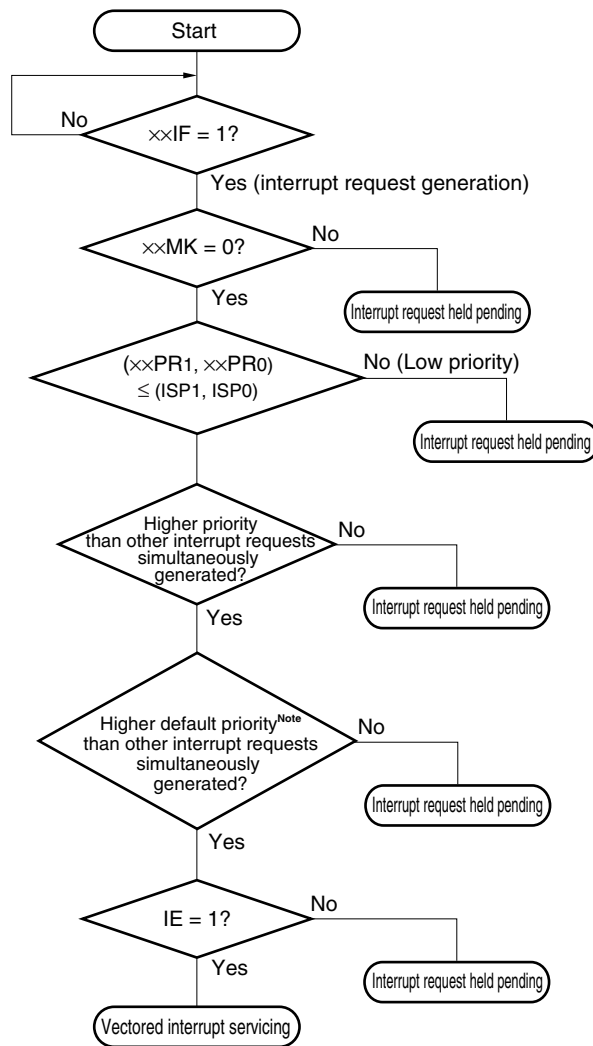 Start
No
××IF = 1?
Yes (interrupt request generation)
××MK = 0?
No
Interrupt request held pending
Yes
(××PR1, ××PR0)
≤ (ISP1, ISP0)
No (Low priority)
Interrupt request held pending
Higher priority
than other interrupt requests
simultaneously
generated?
No
Interrupt request held pending
Yes
Higher default priorityNote
than other interrupt requests
simultaneously
generated?
No
Interrupt request held pending
Yes
IE = 1?
No
Interrupt request held pending
Yes
Vectored interrupt servicing